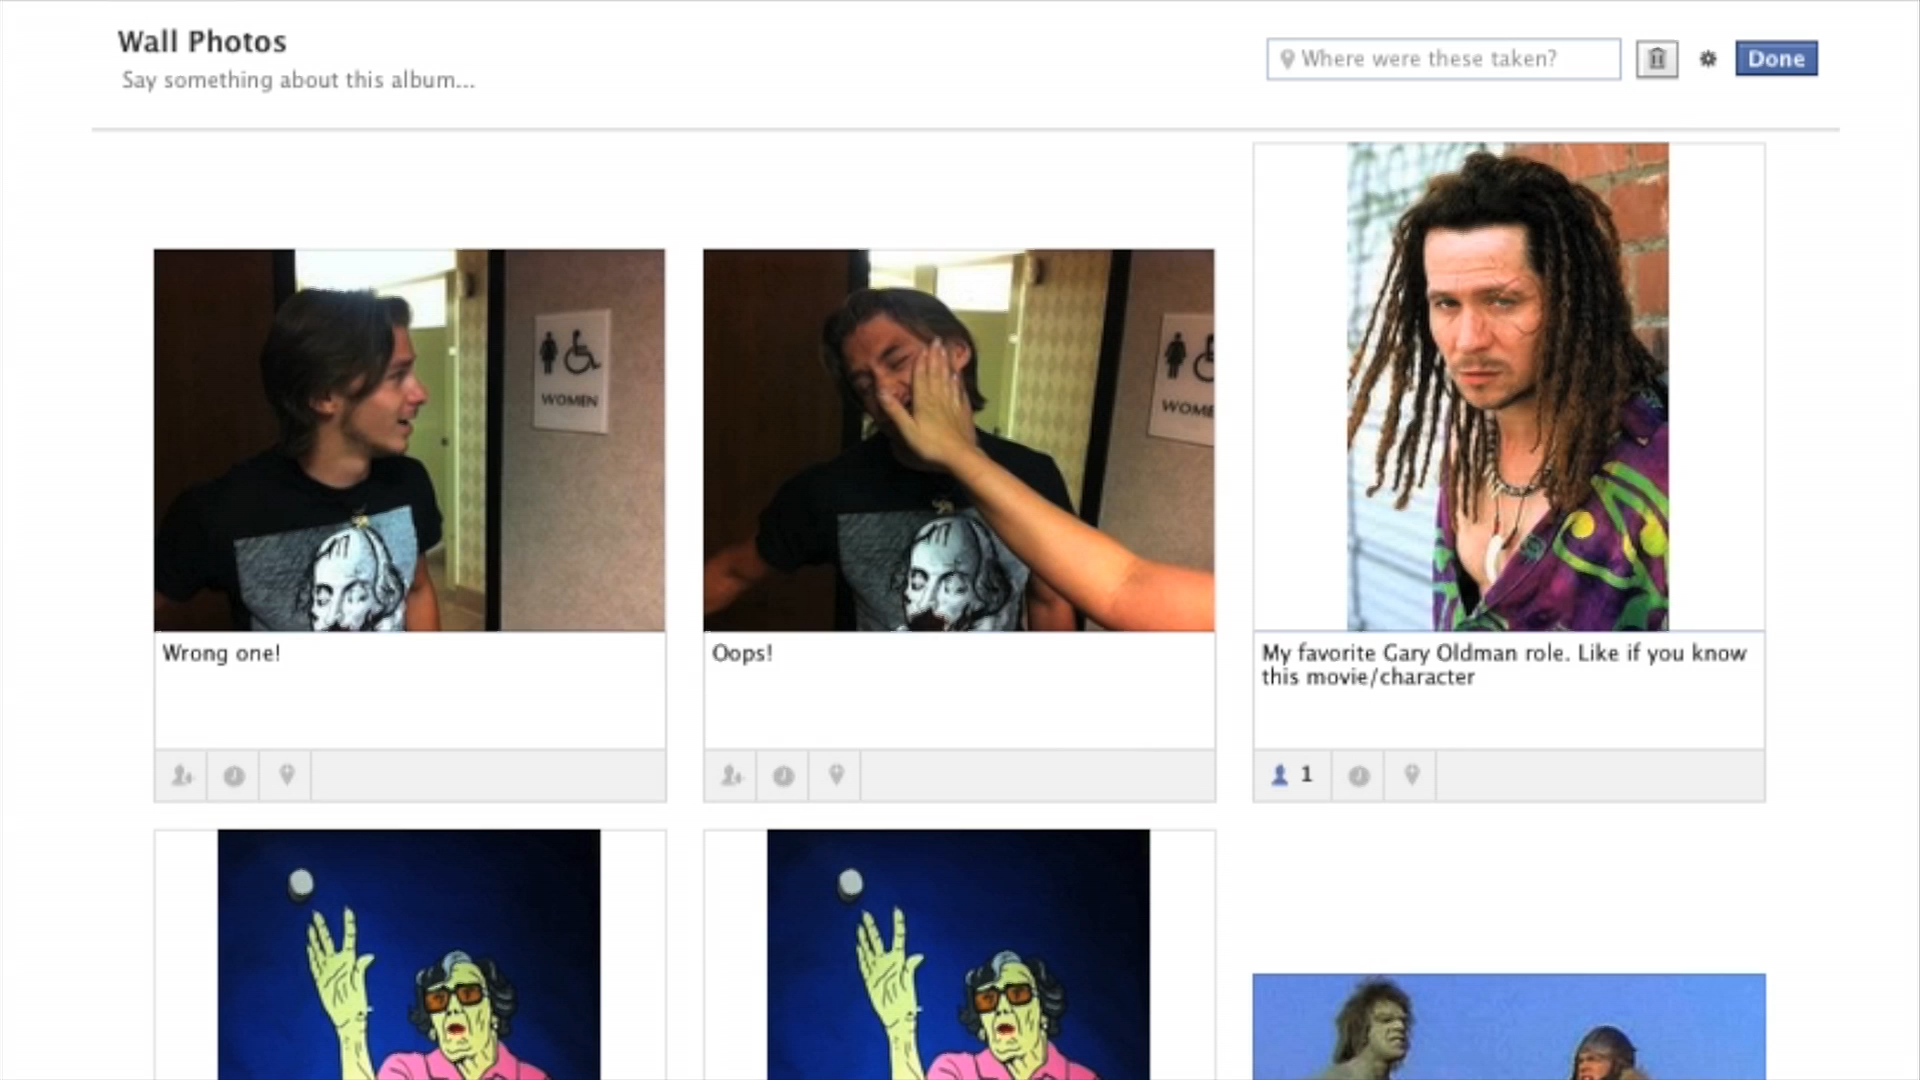 Wall Photos
Say something about this album...
Where were these taken?
Done
WOMEN
WOME
Wrong one!
Oops!
My favorite Gary Oldman role. Like if you know
this movie/character
1